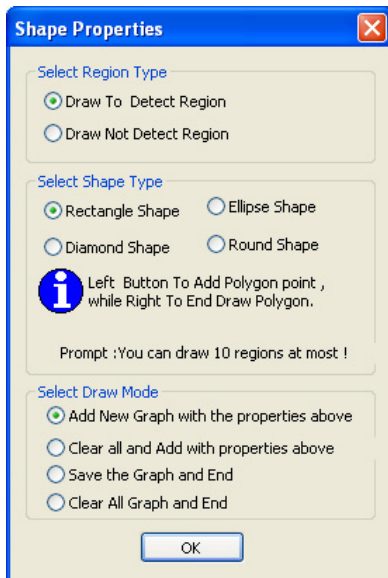 Shape Properties
Select Region Type
Draw To Detect Region
Draw Not Detect Region
Select Shape Type
Rectangle Shape
Ellipse Shape
Diamond Shape
Round Shape
Left Button To Add Polygon point ,
while Right To End Draw Polygon.
Prompt :You can draw 10 regions at most !
Select Draw Mode
Add New Graph with the properties above
Clear all and Add with properties above
Save the Graph and End
Clear All Graph and End
OK